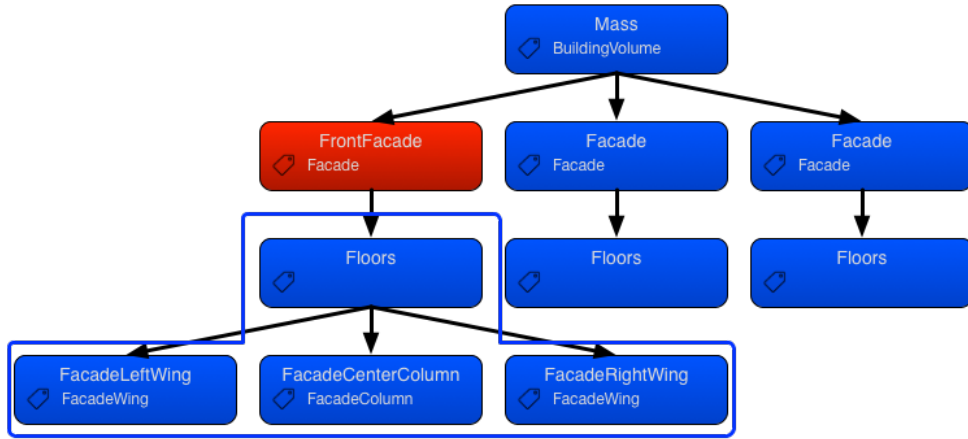 Mass
BuildingVolume
FrontFacade
Facade
Facade
Facade
Facade
Facade
Floors
Floors
Floors
FacadeLeftWing
FacadeWing
FacadeCenterColumn
FacadeColumn
FacadeRightWing
FacadeWing